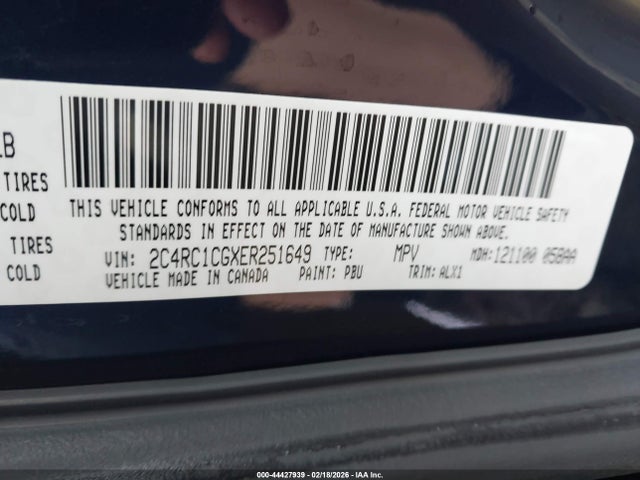 LB
TIRES
COLD
TIRES
COLD
THIS VEHICLE CONFORMS TO ALL APPLICABLE U.S.A. FEDERAL MOTOR VEHICLE SAFETY
STANDARDS IN EFFECT ON THE DATE OF MANUFACTURE SHOWN ABOVE.
VIN: 2C4RC1CGXER251649 TYPE: MPV MDH:121100 05BAA
VEHICLE MADE IN CANADA PAINT: PBU TRIM: ALX1
000-44427939 - 02/18/2026 - IAA Inc.